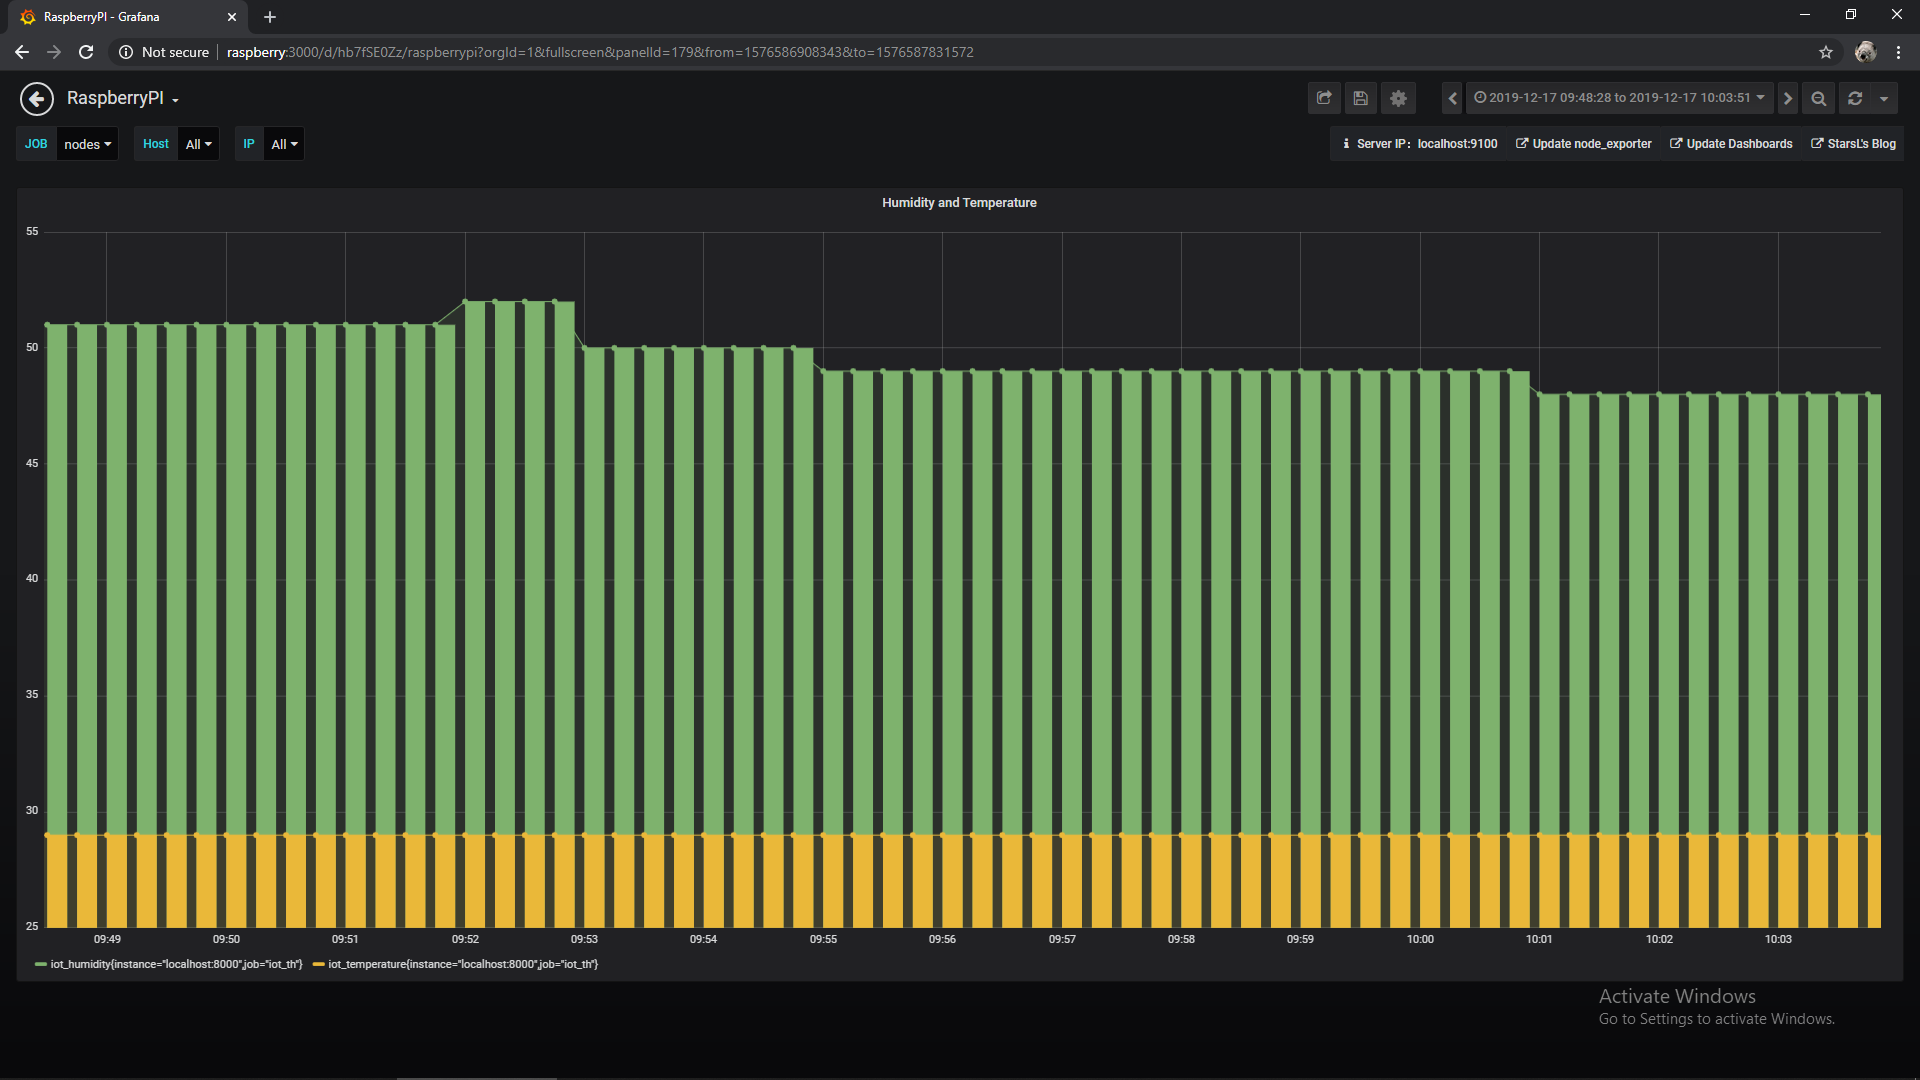 RaspberryPI - Grafana
Not secure raspberry:3000/d/hb7fSE0Zz/raspberrypi?orgId=1&fullscreen&panelId=179&from=1576586908343&to=1576587831572
RaspberryPI
2019-12-17 09:48:28 to 2019-12-17 10:03:51
JOB nodes Host All IP All
Server IP：localhost:9100 Update node_exporter Update Dashboards StarsL's Blog
Humidity and Temperature
55
50
45
40
35
30
25
09:49 09:50 09:51 09:52 09:53 09:54 09:55 09:56 09:57 09:58 09:59 10:00 10:01 10:02 10:03
iot_humidity{instance="localhost:8000",job="iot_th"} iot_temperature{instance="localhost:8000",job="iot_th"}
Activate Windows
Go to Settings to activate Windows.